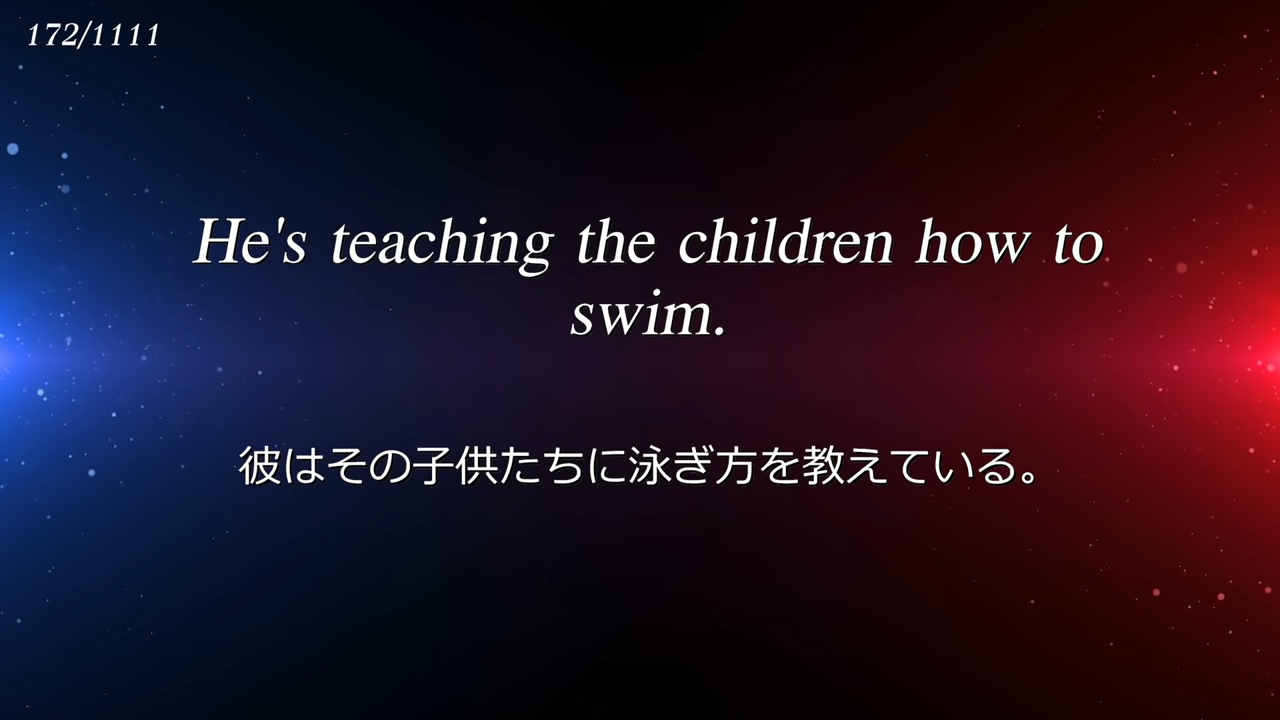 172/1111
He's teaching the children how to
swim.
彼はその子供たちに泳ぎ方を教えている。